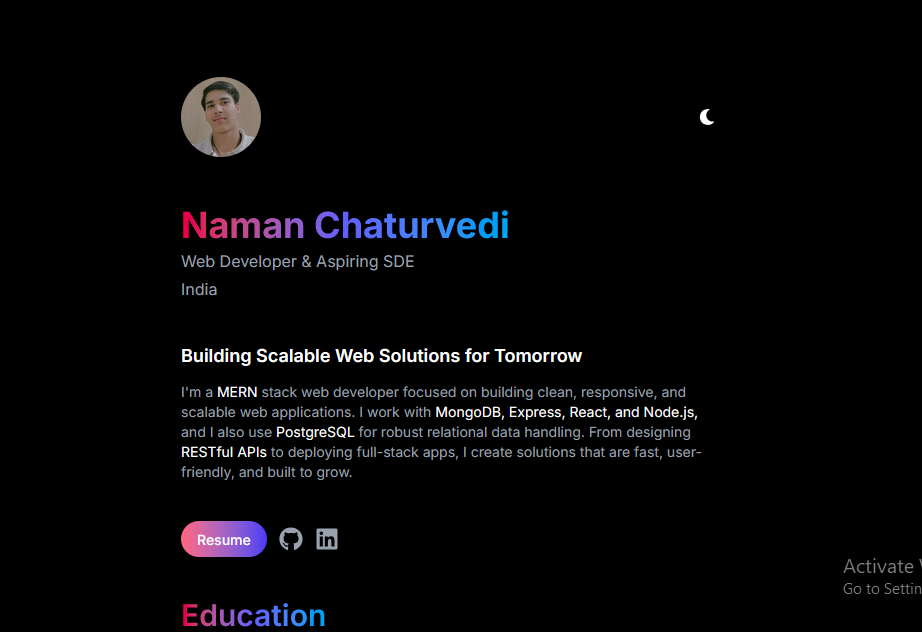 Naman Chaturvedi
Web Developer & Aspiring SDE
India
Building Scalable Web Solutions for Tomorrow
I'm a MERN stack web developer focused on building clean, responsive, and
scalable web applications. I work with MongoDB, Express, React, and Node.js,
and I also use PostgreSQL for robust relational data handling. From designing
RESTful APIs to deploying full-stack apps, I create solutions that are fast, user-
friendly, and built to grow.
Resume
in
Education
Activate
Go to